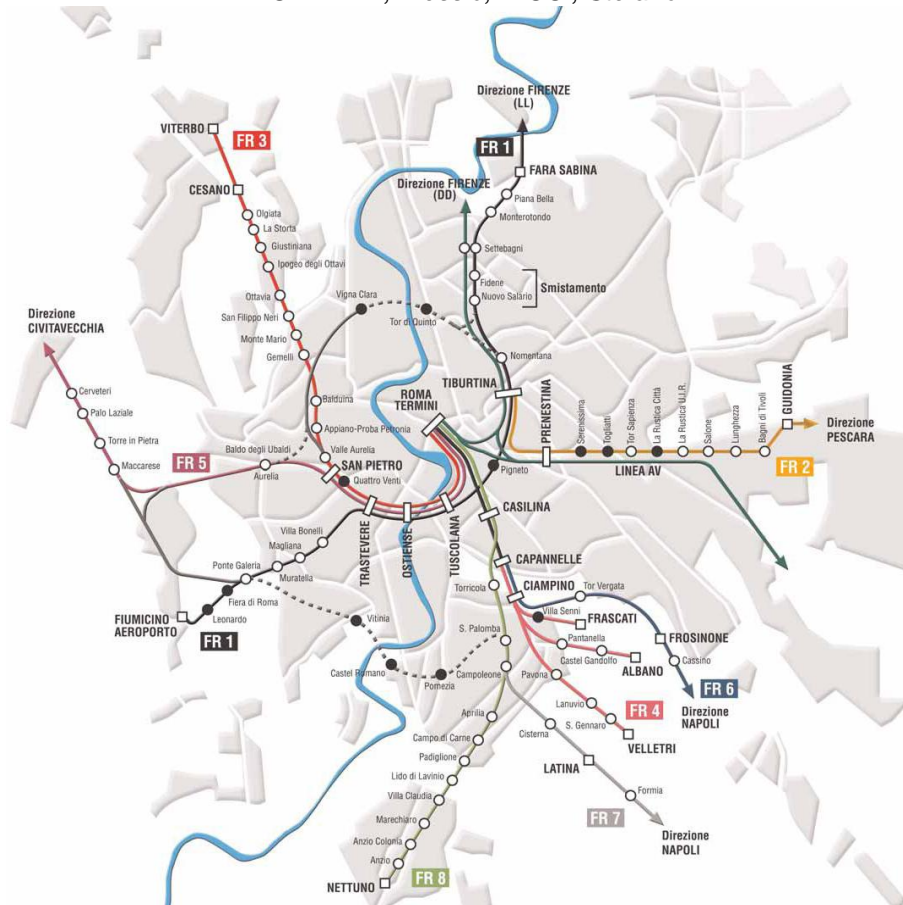 Direzione FIRENZE
(LL)
VITERBO
FR 3
FR 1
FARA SABINA
Direzione FIRENZE
(DD)
CESANO
Piana Bella
Monterotondo
Olgiata
La Storta
Giustiniana
Settebagni
Ipogeo degli Ottavi
Fidene
Smistamento
Ottavia
Vigna Clara
Nuovo Salario
Direzione
CIVITAVECCHIA
San Filippo Neri
Tor di Quinto
Monte Mario
Gemelli
Nomentana
TIBURTINA
Cerveteri
Balduina
ROMA
TERMINI
PRENESTINA
Serenissima
Togliatti
Tor Sapienza
La Rustica Città
La Rustica U.I.R.
Salone
Lunghezza
Bagni di Tivoli
GUIDONIA
Palo Laziale
Appiano-Proba Petronia
Direzione
PESCARA
Torre in Pietra
Baldo degli Ubaldi
Valle Aurelia
Maccarese
FR 5
SAN PIETRO
Pigneto
LINEA AV
FR 2
Aurelia
Quattro Venti
CASILINA
Villa Bonelli
TRASTEVERE
OSTIENSE
TUSCOLANA
Magliana
CAPANNELLE
Ponte Galeria
Muratella
CIAMPINO
Tor Vergata
Torricola
Fiera di Roma
Villa Senni
FIUMICINO
AEROPORTO
Leonardo
Vitinia
FRASCATI
FR 1
S. Palomba
Pantanella
FROSINONE
Castel Gandolfo
Cassino
ALBANO
Castel Romano
Pomezia
Campoleone
Pavona
FR 6
Lanuvio
FR 4
Direzione
NAPOLI
Aprilia
S. Gennaro
Cisterna
VELLETRI
Campo di Carne
Padiglione
LATINA
Lido di Lavinio
Formia
Villa Claudia
FR 7
Marechiaro
Direzione
NAPOLI
Anzio Colonia
Anzio
FR 8
NETTUNO